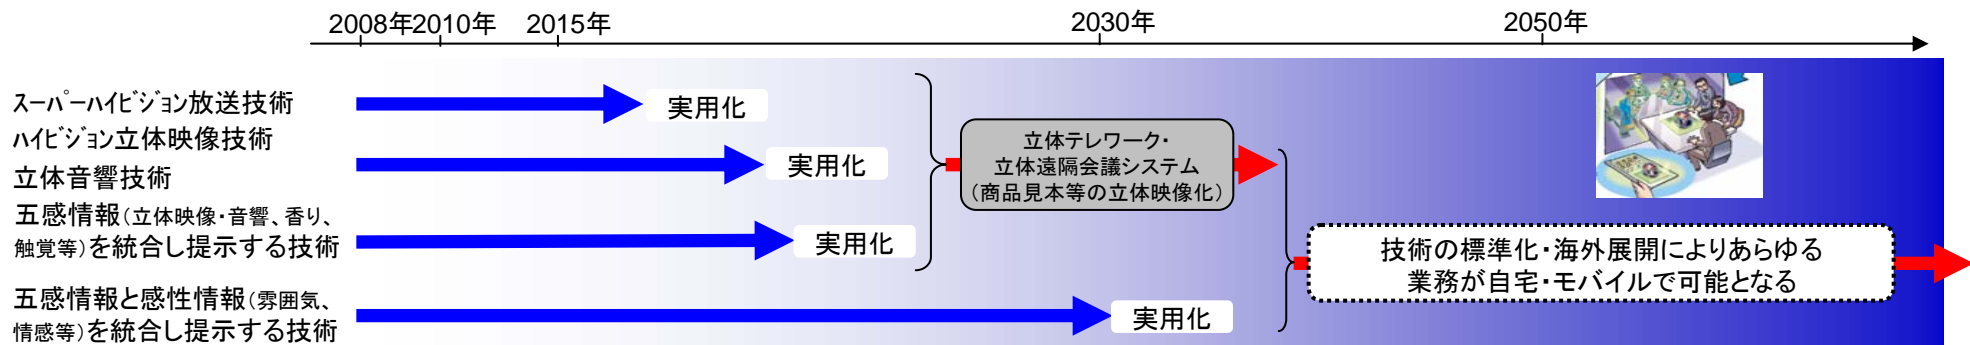 2008年 2010年 2015年 2030年 2050年
スーパーハイビジョン放送技術
実用化
ハイビジョン立体映像技術
立体音響技術
実用化
五感情報(立体映像・音響、香り、
触覚等)を統合し提示する技術
実用化
五感情報と感性情報(雰囲気、
情感等)を統合し提示する技術
実用化
立体テレワーク・
立体遠隔会議システム
(商品見本等の立体映像化)
技術の標準化・海外展開によりあらゆる
業務が自宅・モバイルで可能となる